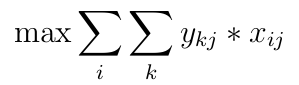 max ∑_i ∑_k y_{kj} * x_{ij}